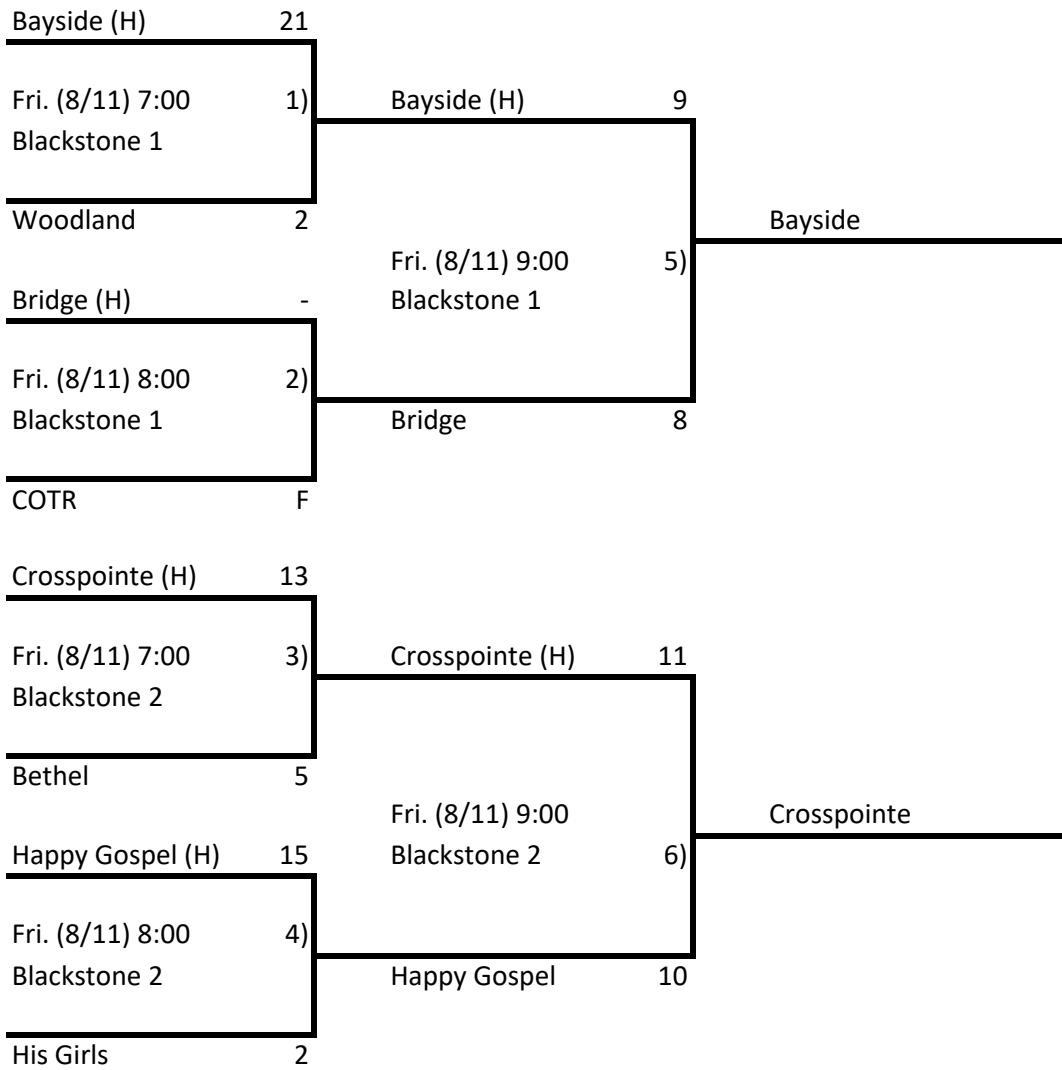 Bayside (H) 21
Fri. (8/11) 7:00 1) Bayside (H) 9
Blackstone 1
Woodland 2 Bayside
Fri. (8/11) 9:00 5)
Bridge (H) - Blackstone 1
Fri. (8/11) 8:00 2)
Blackstone 1 Bridge 8
COTR F
Crosspointe (H) 13
Fri. (8/11) 7:00 3) Crosspointe (H) 11
Blackstone 2
Bethel 5
Fri. (8/11) 9:00 Crosspointe
Happy Gospel (H) 15 Blackstone 2 6)
Fri. (8/11) 8:00 4)
Blackstone 2 Happy Gospel 10
His Girls 2